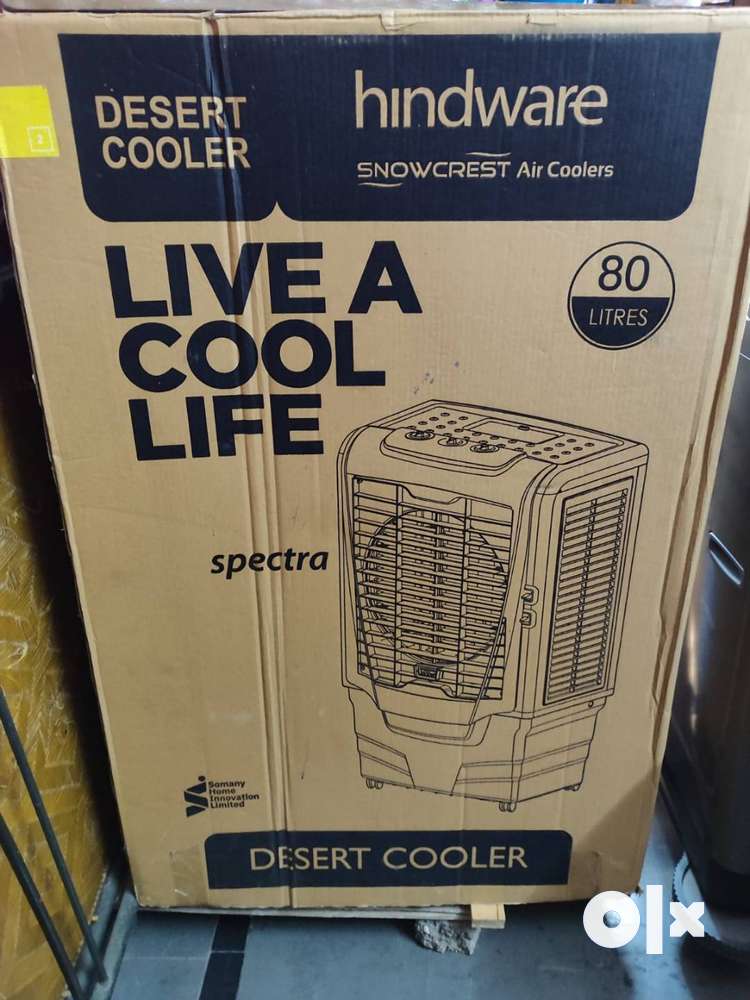 DESERT
COOLER
hindware
SNOWCREST Air Coolers
2
LIVE A
COOL
LIFE
80
LITRES
spectra
Somany
Home
Innovation
Limited
DESERT COOLER
olx